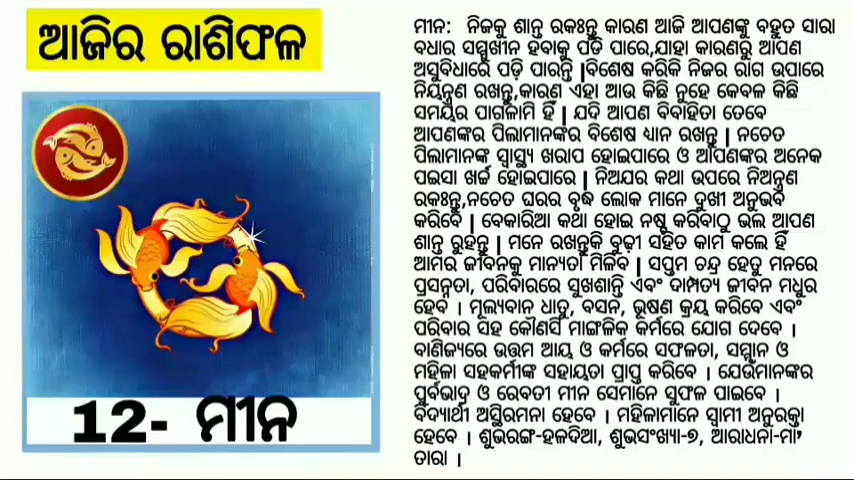 ଆଜିର ରାଶିଫଳ
12- ମୀନ
ମୀନ: ନିଜକୁ ଶାନ୍ତ ରକଃନ୍ତୁ କାରଣ ଆଜି ଆପଣଙ୍କୁ ବହୁତ ସାରା
ବଧାର ସମ୍ମୁଖୀନ ହବାକୁ ପଡି ପାରେ,ଯାହା କାରଣରୁ ଆପଣ
ଅସୁବିଧାରେ ପଡ଼ି ପାରନ୍ତି |ବିଶେଷ କରିକି ନିଜର ରାଗ ଉପାରେ
ନିୟନ୍ତ୍ରଣ ରଖନ୍ତୁ,କାରଣ ଏହା ଆଉ କିଛି ନୁହେ କେବଳ କିଛି
ସମୟର ପାଗଳାମି ହିଁ | ଯଦି ଆପଣ ବିବାହିତା ତେବେ
ଆପଣଙ୍କର ପିଲାମାନଙ୍କର ବିଶେଷ ଧ୍ୟାନ ରଖନ୍ତୁ | ନଚେତ
ପିଲାମାନଙ୍କ ସ୍ୱାସ୍ଥ୍ୟ ଖରାପ ହୋଇପାରେ ଓ ଆପଣଙ୍କର ଅନେକ
ପଇସା ଖର୍ଚ୍ଚ ହୋଇପାରେ | ନିଅଯର କଥା ଉପରେ ନିଅନ୍ତ୍ରଣ
ରକଃନ୍ତୁ,ନଚେତ ଘରର ବୃଦ୍ଧ ଲୋକ ମାନେ ଦୁଖୀ ଅନୁଭବ
କରିବେ | ବେକାରିଆ କଥା ହୋଇ ନଷ୍ଟ କରିବାଠୁ ଭଲ ଆପଣ
ଶାନ୍ତ ରୁହନ୍ତୁ | ମନେ ରଖନ୍ତୁକି ବୁଢ଼ୀ ସହିତ କାମ କଲେ ହିଁ
ଆମର ଜୀବନକୁ ମାନ୍ୟତା ମିଳିବ | ସପ୍ତମ ଚନ୍ଦ୍ର ହେତୁ ମନରେ
ପ୍ରସନ୍ନତା, ପରିବାରରେ ସୁଖଶାନ୍ତି ଏବଂ ଦାମ୍ପତ୍ୟ ଜୀବନ ମଧୁର
ହେବ । ମୂଲ୍ୟବାନ ଧାତୁ, ବସନ, ଭୂଷଣ କ୍ରୟ କରିବେ ଏବଂ
ପରିବାର ସହ କୌଣସି ମାଙ୍ଗଳିକ କର୍ମରେ ଯୋଗ ଦେବେ ।
ବାଣିଜ୍ୟରେ ଉତ୍ତମ ଆୟ ଓ କର୍ମରେ ସଫଳତା, ସମ୍ମାନ ଓ
ମହିଳା ସହକର୍ମୀଙ୍କ ସହାୟତା ପ୍ରାପ୍ତ କରିବେ । ଯେଉଁମାନଙ୍କର
ପୂର୍ବଭାଦ୍ର ଓ ରେବତୀ ମୀନ ସେମାନେ ସୁଫଳ ପାଇବେ ।
ବିଦ୍ୟାର୍ଥୀ ଅସ୍ଥିରମନା ହେବେ । ମହିଳାମାନେ ସ୍ୱାମୀ ଅନୁରକ୍ତା
ହେବେ । ଶୁଭରଙ୍ଗ-ହଳଦିଆ, ଶୁଭସଂଖ୍ୟା-୭, ଆରାଧନା-ମା'
ତାରା ।